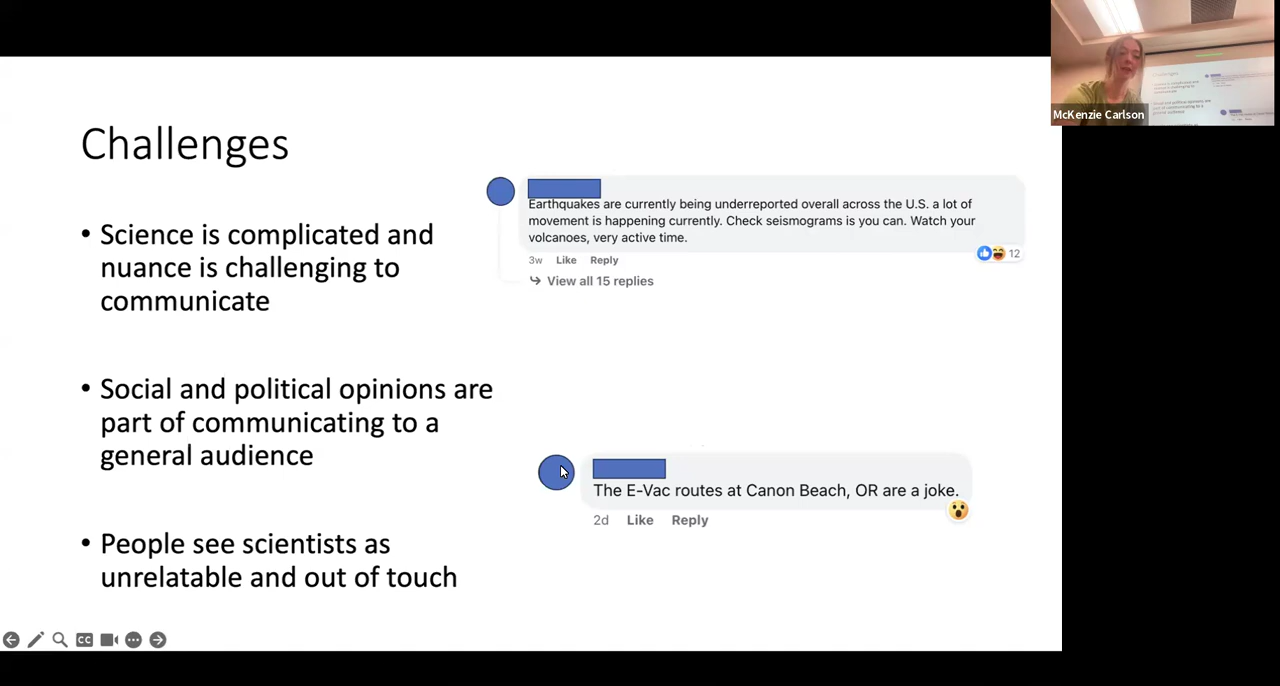 McKenzie Carlson
Challenges
• Science is complicated and
nuance is challenging to
communicate
• Social and political opinions are
part of communicating to a
general audience
• People see scientists as
unrelatable and out of touch
Earthquakes are currently being underreported overall across the U.S. a lot of
movement is happening currently. Check seismograms is you can. Watch your
volcanoes, very active time.
12
3w Like Reply
View all 15 replies
The E-Vac routes at Canon Beach, OR are a joke.
2d Like Reply
CC